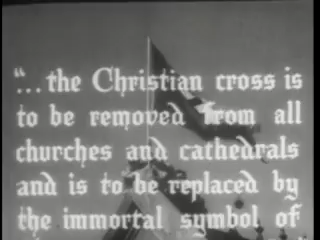 "...the Christian cross is
to be removed from all
churches and cathedrals
and is to be replaced by
the immortal symbol of